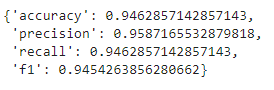 {'accuracy': 0.9462857142857143,
'precision': 0.9587165532879818,
'recall': 0.9462857142857143,
'f1': 0.9454263856280662}